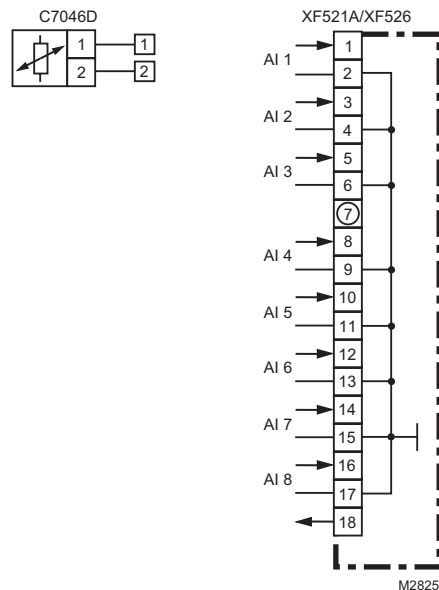 C7046D
1 1
2 2
XF521A/XF526
AI 1
1
2
AI 2
3
4
AI 3
5
6
7
AI 4
8
9
AI 5
10
11
AI 6
12
13
AI 7
14
15
AI 8
16
17
18
M2825